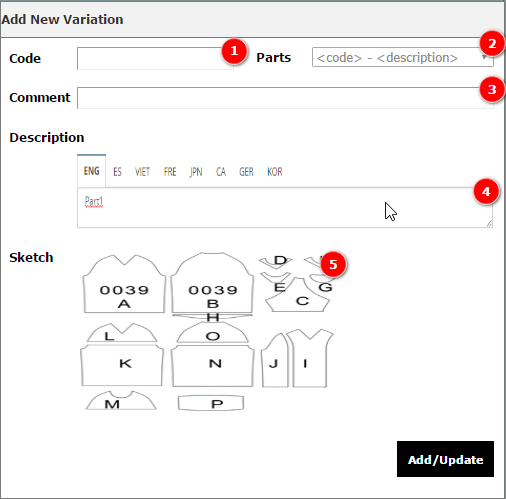 Add New Variation
Code 1 Parts <code> - <description> 2
Comment 3
Description
ENG ES VIET FRE JPN CA GER KOR
Part1 4
Sketch 5
D
0039 0039 E G
A B C
H
L O
K N J I
M P
Add/Update